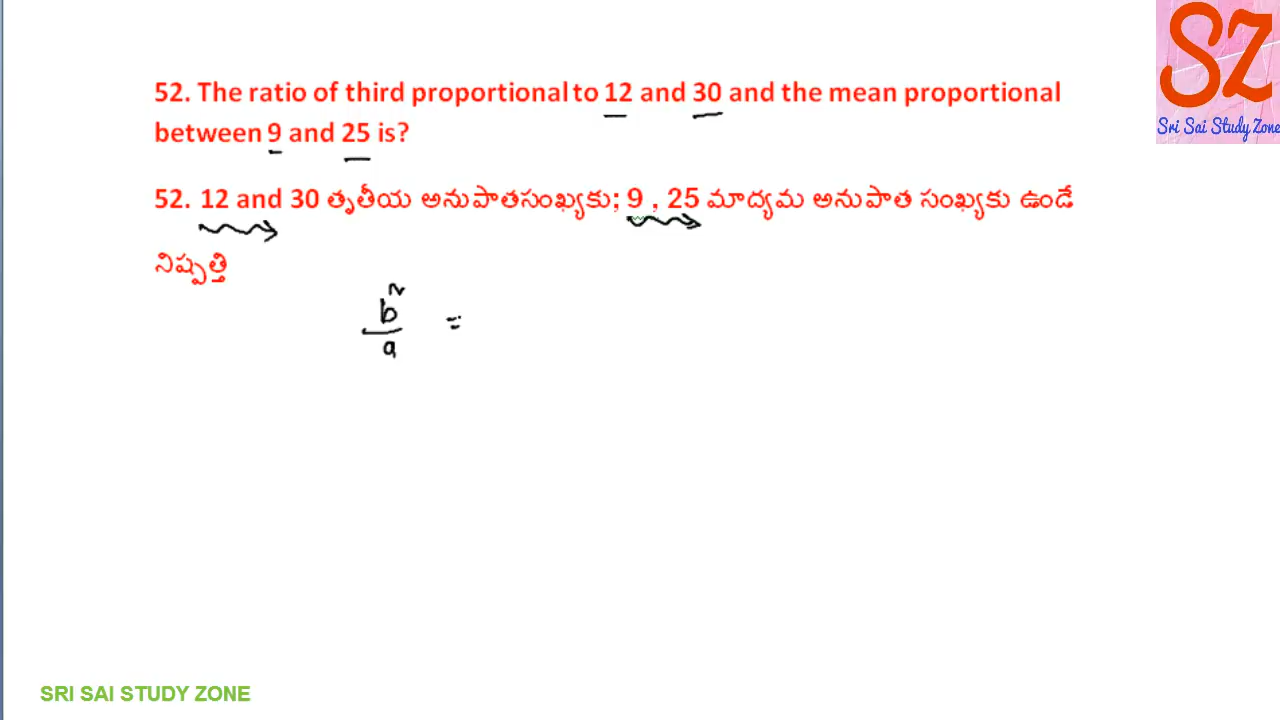 SZ
Sri Sai Study Zone
52. The ratio of third proportional to 12 and 30 and the mean proportional
between 9 and 25 is?
52. 12 and 30 తృతీయ అనుపాతసంఖ్యకు; 9 , 25 మాద్యమ అనుపాత సంఖ్యకు ఉండే
నిష్పత్తి
b²
a =
SRI SAI STUDY ZONE